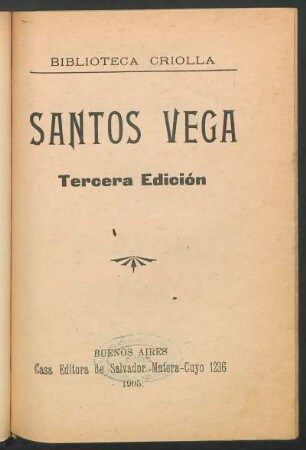 BIBLIOTECA CRIOLLA
SANTOS VEGA
Tercera Edición
BUENOS AIRES
Casa Editora de Salvador Matera-Cuyo 1236
1905.